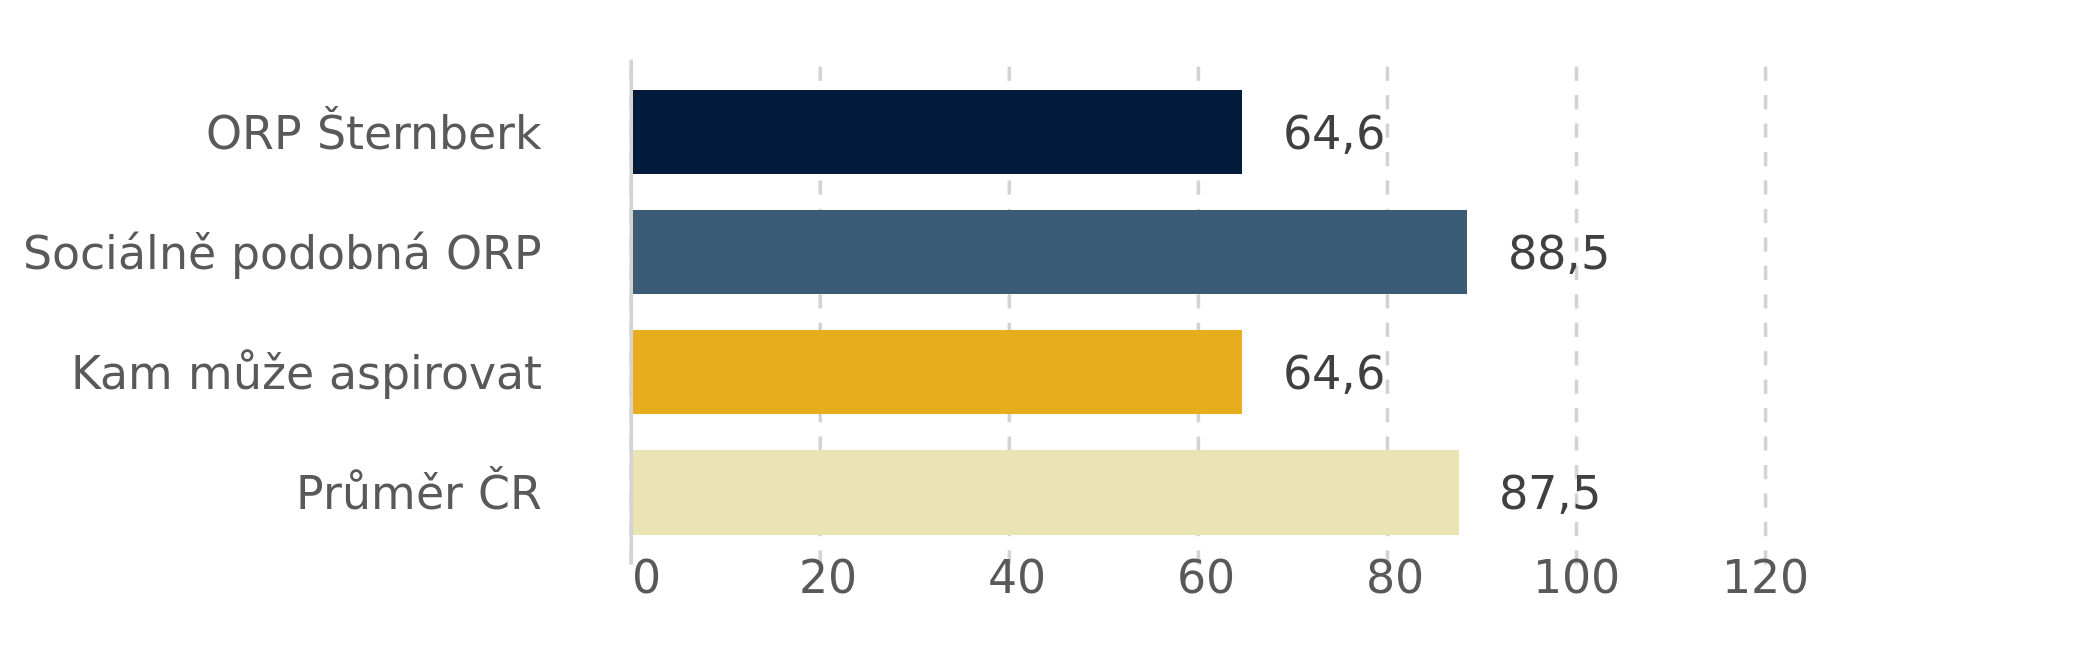 ORP Šternberk 64,6
Sociálně podobná ORP 88,5
Kam může aspirovat 64,6
Průměr ČR 87,5
0 20 40 60 80 100 120